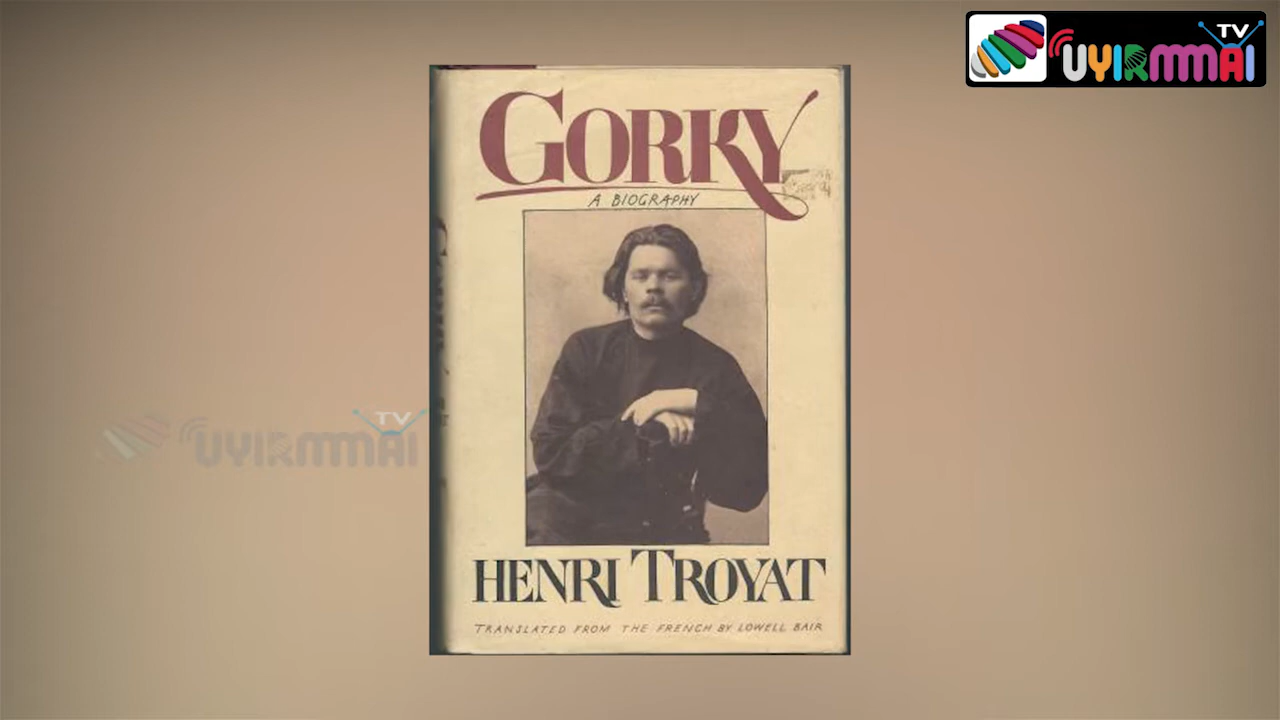 TV
UYIRMMAI
GORKY
A BIOGRAPHY
TV
UYIRMMAI
HENRI TROYAT
TRANSLATED FROM THE FRENCH BY LOWELL BAIR